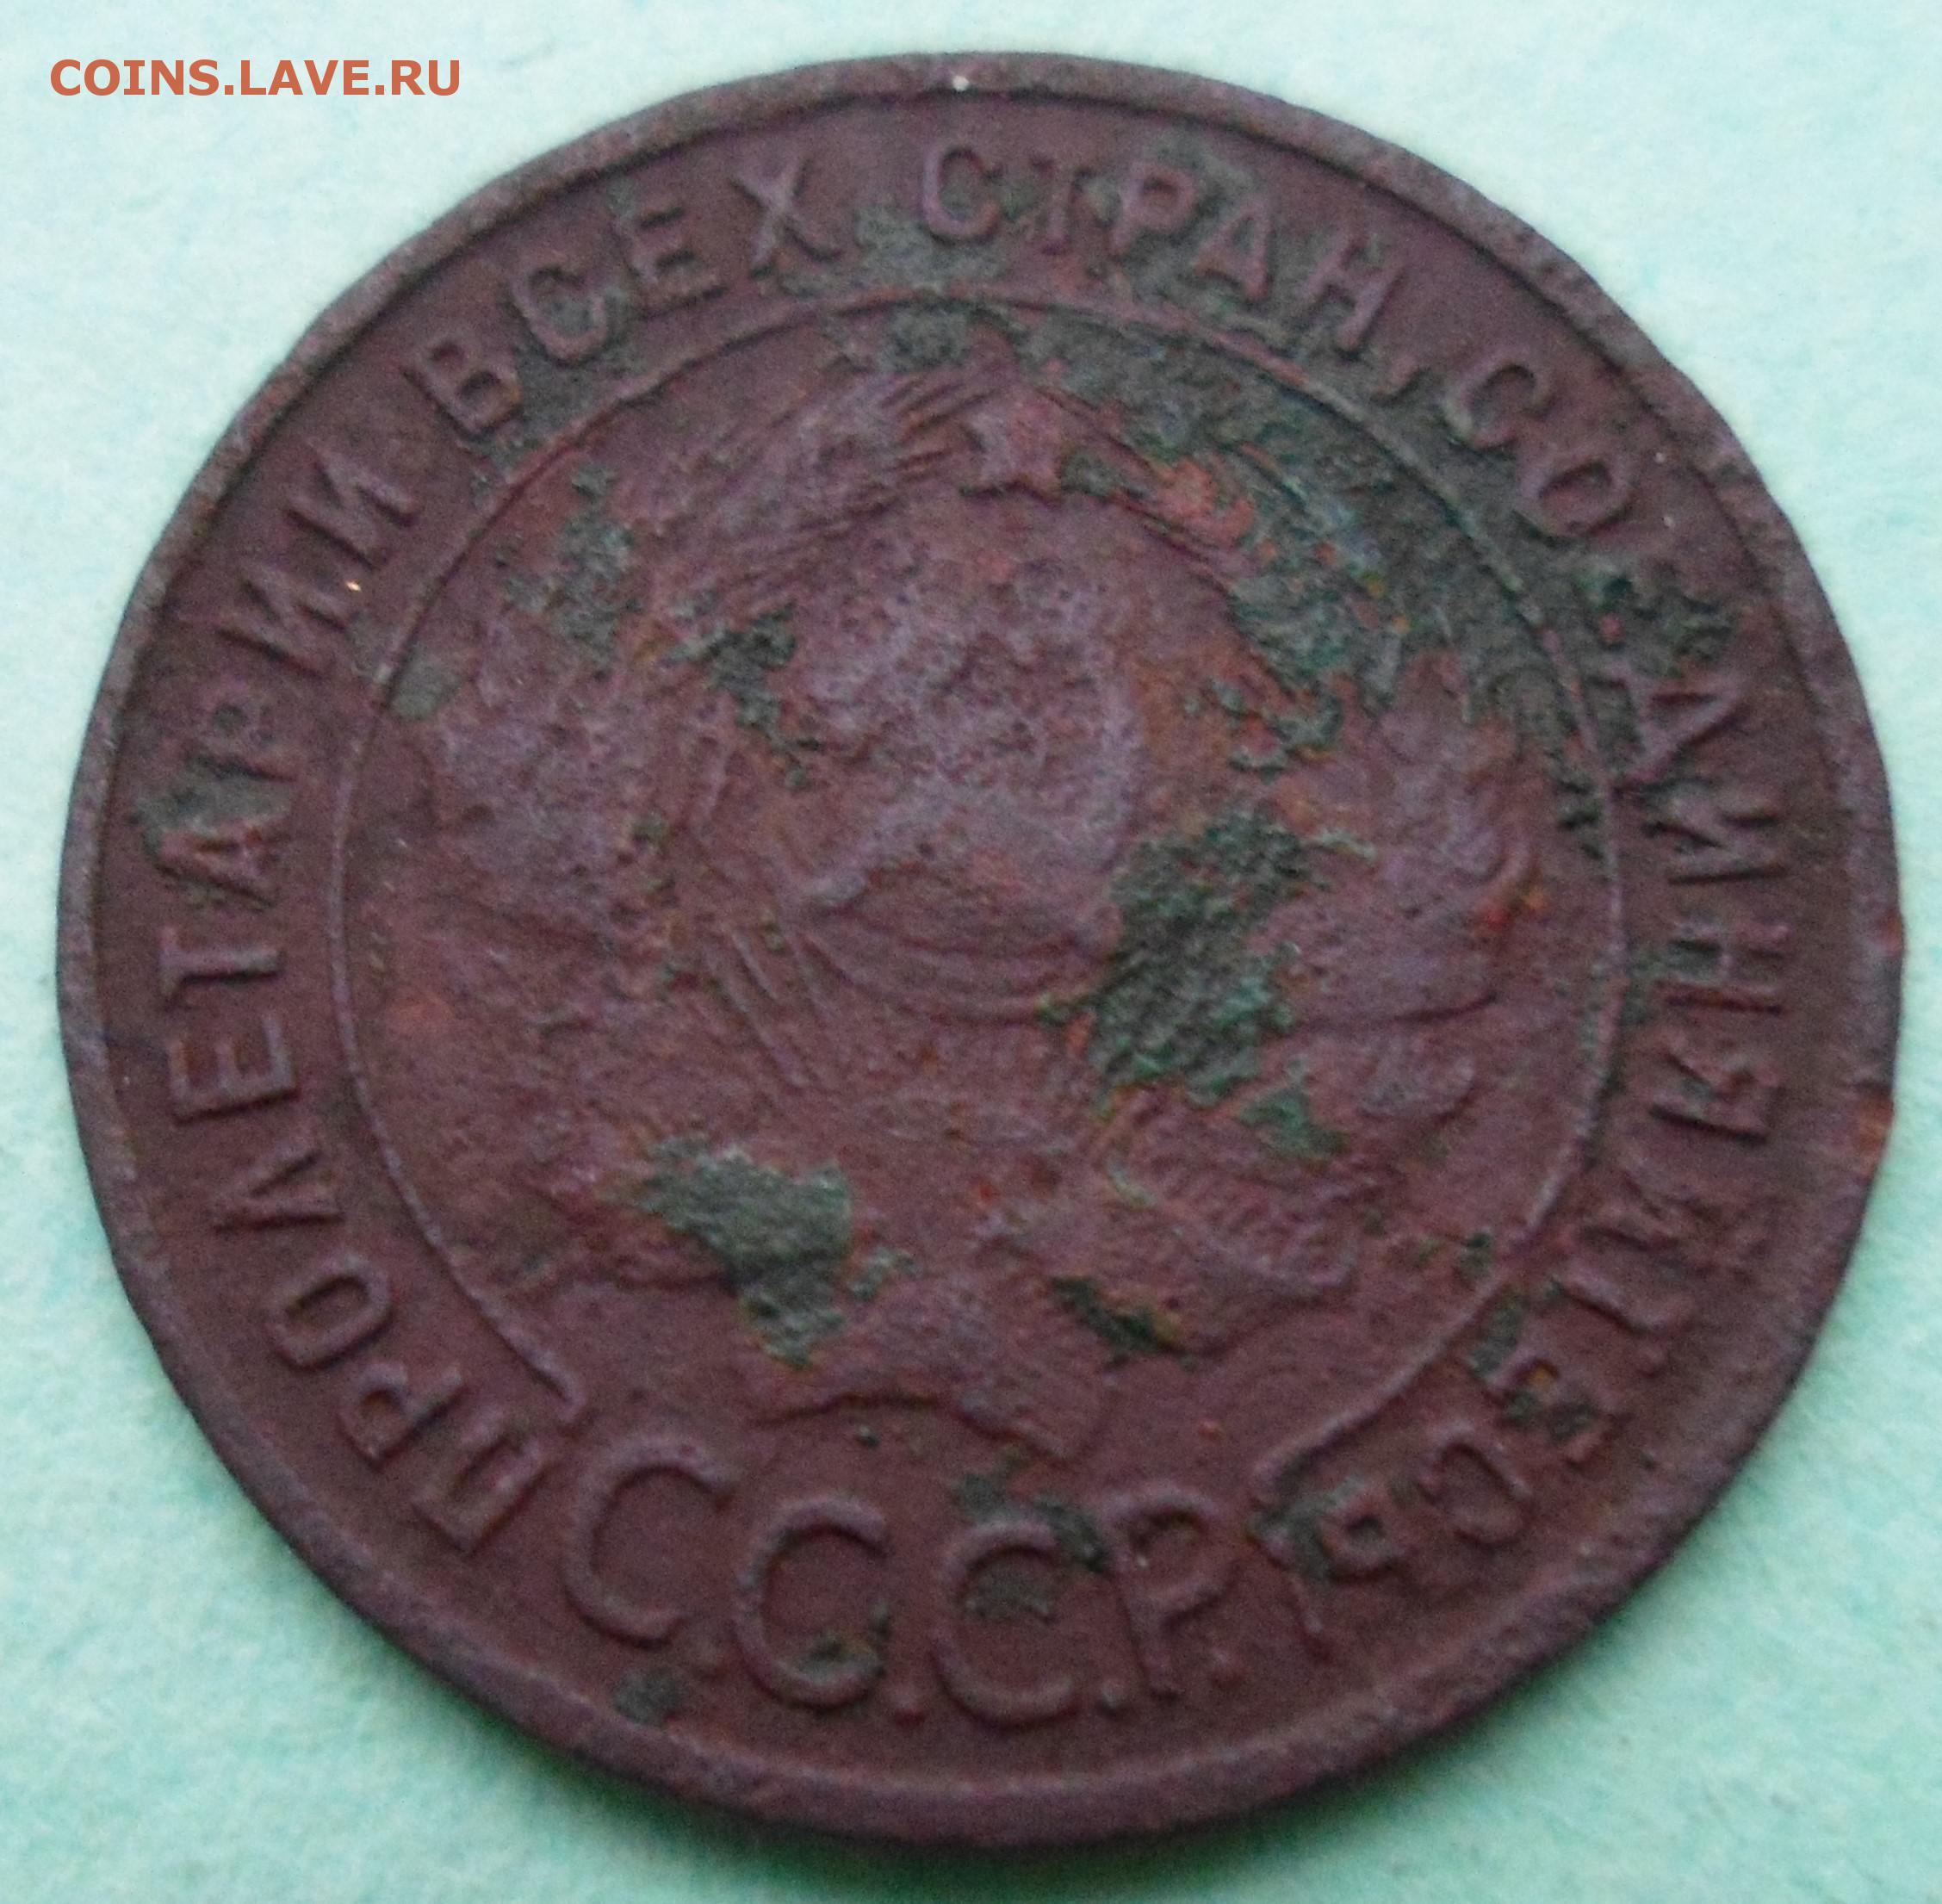 COINS.LAVE.RU
ПРОЛЕТАРИИ ВСЕХ СТРАН, СОЕДИНЯЙТЕСЬ!
С.С.С.Р.